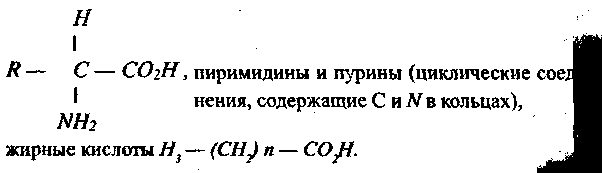 H
|
R — C — CO₂H, пиримидины и пурины (циклические соед
|
нения, содержащие C и N в кольцах),
NH₂
жирные кислоты H₃ — (CH₂) n — CO₂H.